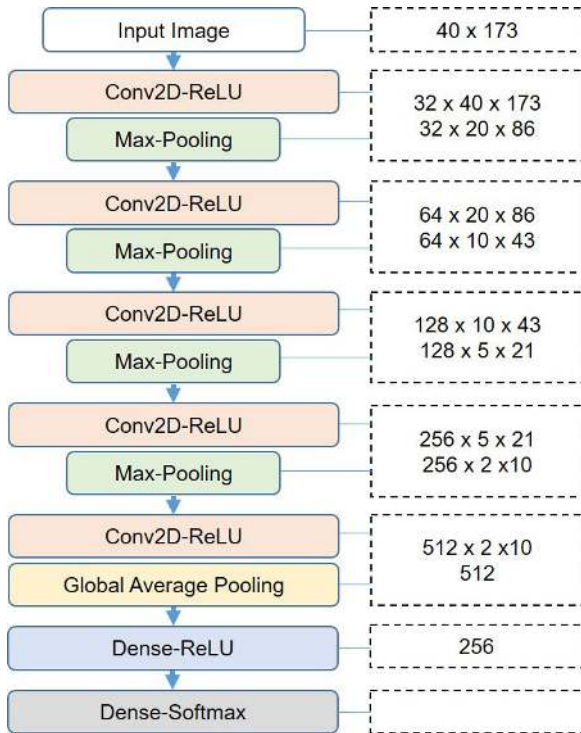 Input Image
40 x 173
Conv2D-ReLU
32 x 40 x 173
Max-Pooling
32 x 20 x 86
Conv2D-ReLU
64 x 20 x 86
Max-Pooling
64 x 10 x 43
Conv2D-ReLU
128 x 10 x 43
Max-Pooling
128 x 5 x 21
Conv2D-ReLU
256 x 5 x 21
Max-Pooling
256 x 2 x10
Conv2D-ReLU
512 x 2 x10
Global Average Pooling
512
Dense-ReLU
256
Dense-Softmax